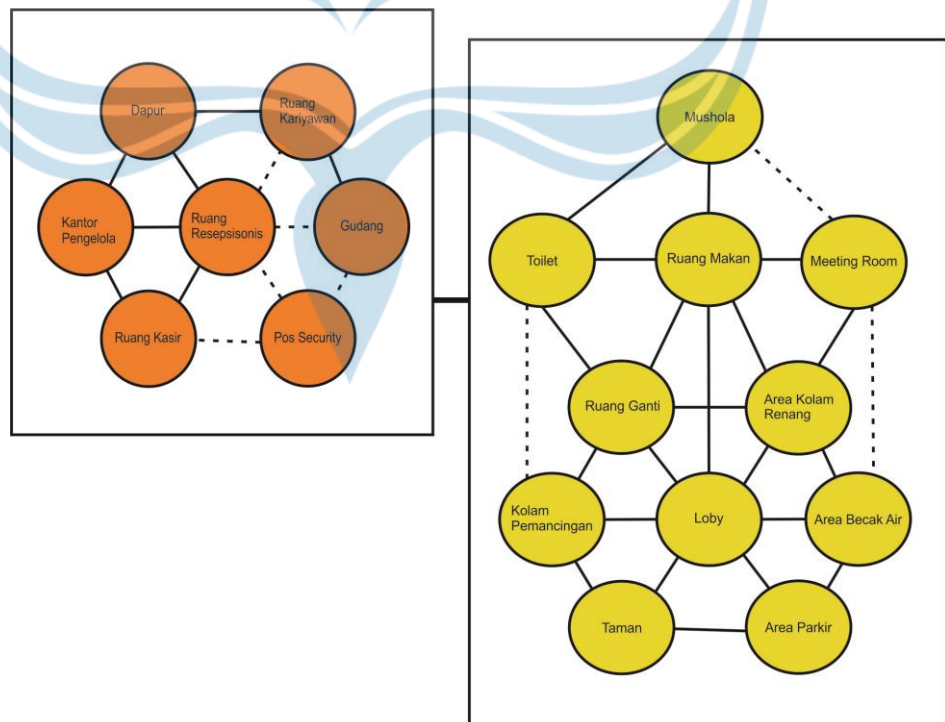 Dapur
Ruang
Kariyawan
Kantor
Pengelola
Ruang
Resepsisonis
Gudang
Ruang Kasir
Pos Security
Mushola
Toilet
Ruang Makan
Meeting Room
Ruang Ganti
Area Kolam
Renang
Kolam
Pemancingan
Loby
Area Becak Air
Taman
Area Parkir